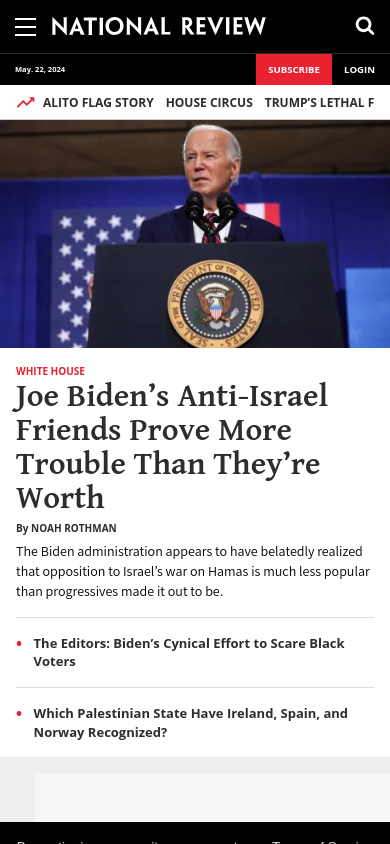 NATIONAL REVIEW
May. 22, 2024
SUBSCRIBE
LOGIN
ALITO FLAG STORY HOUSE CIRCUS TRUMP’S LETHAL F
SEAL OF THE PRESIDENT OF THE UNITED STATES
WHITE HOUSE
Joe Biden’s Anti-Israel
Friends Prove More
Trouble Than They’re
Worth
By NOAH ROTHMAN
The Biden administration appears to have belatedly realized
that opposition to Israel’s war on Hamas is much less popular
than progressives made it out to be.
The Editors: Biden’s Cynical Effort to Scare Black
Voters
Which Palestinian State Have Ireland, Spain, and
Norway Recognized?